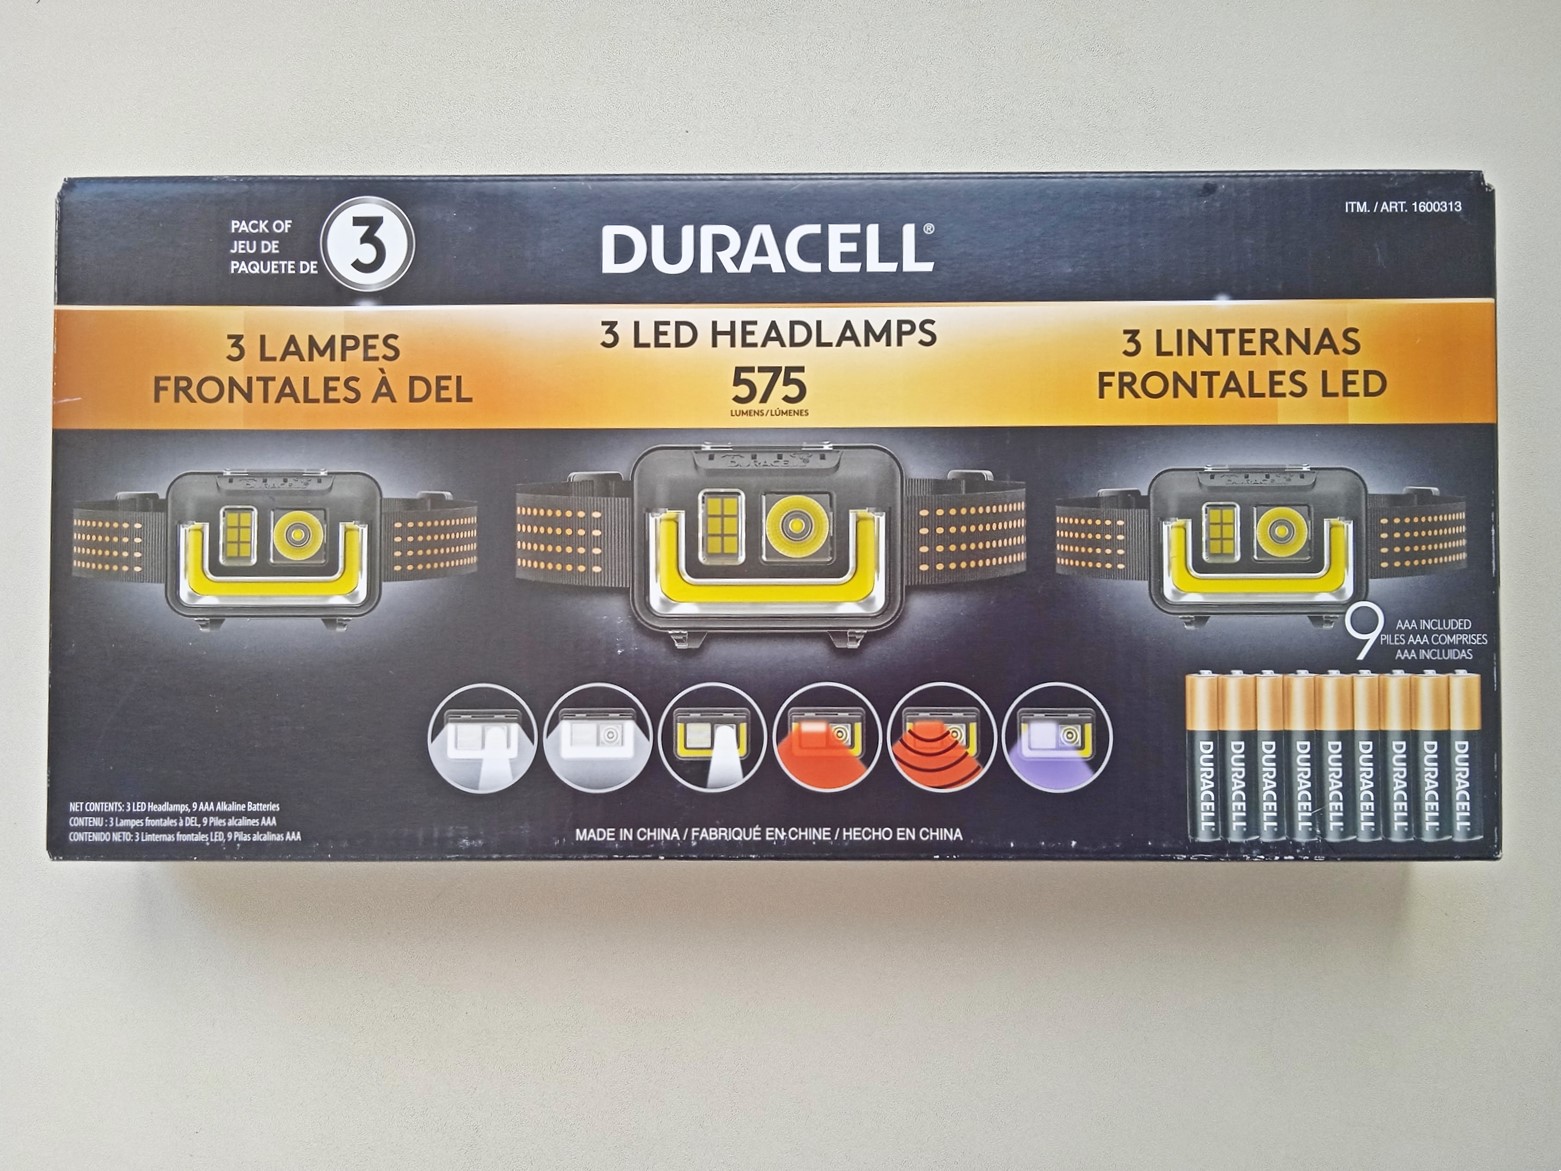 PACK OF
JEU DE
PAQUETE DE
3
DURACELL®
ITM. / ART. 1600313
3 LAMPES
FRONTALES À DEL
3 LED HEADLAMPS
575
LUMENS / LÚMENES
3 LINTERNAS
FRONTALES LED
DURACELL
DURACELL
DURACELL
9
AAA INCLUDED
PILES AAA COMPRISES
AAA INCLUIDAS
DURACELL
DURACELL
DURACELL
DURACELL
DURACELL
DURACELL
DURACELL
DURACELL
DURACELL
NET CONTENTS: 3 LED Headlamps, 9 AAA Alkaline Batteries
CONTENU : 3 Lampes frontales à DEL, 9 Piles alcalines AAA
CONTENIDO NETO: 3 Linternas frontales LED, 9 Pilas alcalinas AAA
MADE IN CHINA / FABRIQUÉ EN CHINE / HECHO EN CHINA